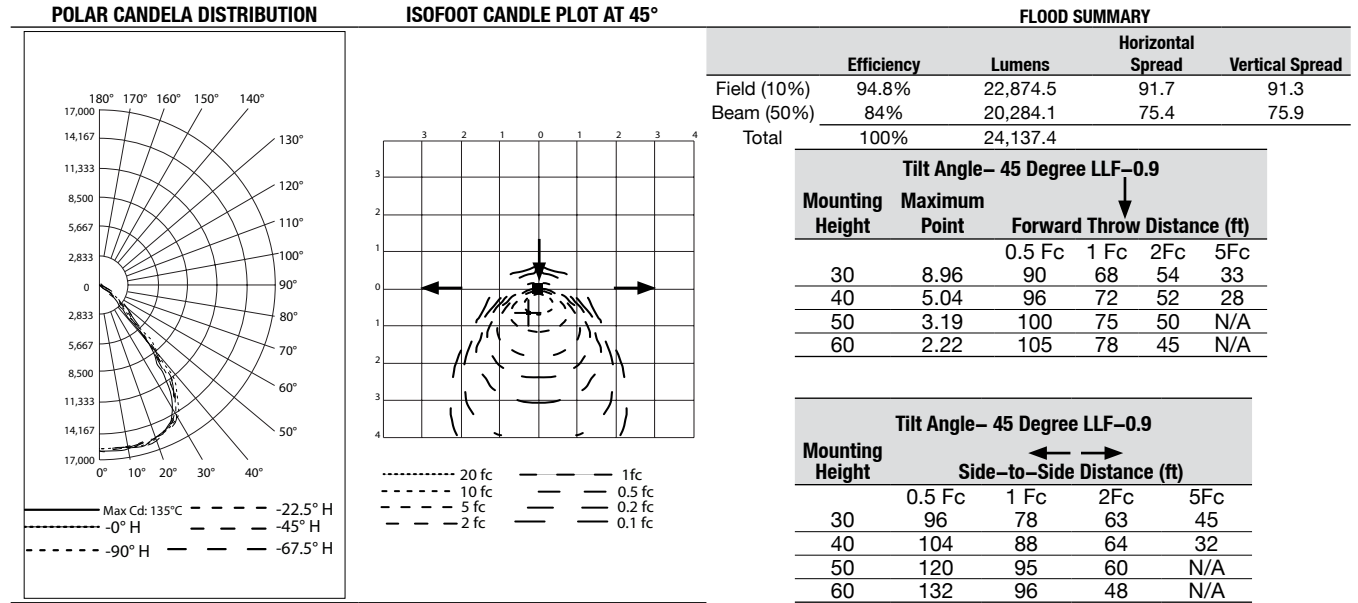 POLAR CANDELA DISTRIBUTION
180° 170° 160° 150° 140°
17,000
14,167
130°
11,333
120°
8,500
110°
5,667
100°
2,833
0
90°
2,833
80°
5,667
70°
8,500
60°
11,333
14,167
50°
17,000
0° 10° 20° 30° 40°
Max Cd: 135°C
-22.5° H
-0° H
-45° H
-90° H
-67.5° H
ISOFOOT CANDLE PLOT AT 45°
3 2 1 0 1 2 3 4
3
2
1
0
1
2
3
4
20 fc
1fc
10 fc
0.5 fc
5 fc
0.2 fc
2 fc
0.1 fc
FLOOD SUMMARY
Efficiency Lumens Horizontal Spread Vertical Spread
Field (10%) 94.8% 22,874.5 91.7 91.3
Beam (50%) 84% 20,284.1 75.4 75.9
Total 100% 24,137.4
Tilt Angle– 45 Degree LLF–0.9
Mounting Height Maximum Point Forward Throw Distance (ft)
0.5 Fc 1 Fc 2Fc 5Fc
30 8.96 90 68 54 33
40 5.04 96 72 52 28
50 3.19 100 75 50 N/A
60 2.22 105 78 45 N/A
Tilt Angle– 45 Degree LLF–0.9
Mounting Height Side–to–Side Distance (ft)
0.5 Fc 1 Fc 2Fc 5Fc
30 96 78 63 45
40 104 88 64 32
50 120 95 60 N/A
60 132 96 48 N/A